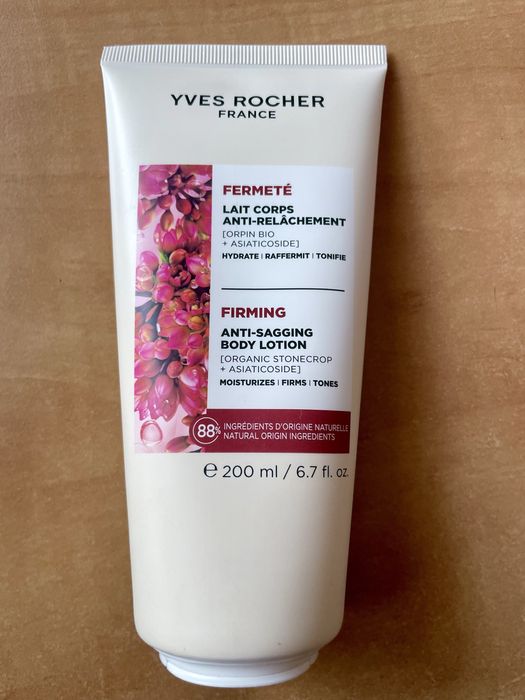 YVES ROCHER
FRANCE
FERMETÉ
LAIT CORPS
ANTI-RELÂCHEMENT
[ORPIN BIO
+ ASIATICOSIDE]
HYDRATE | RAFFERMIT | TONIFIE
FIRMING
ANTI-SAGGING
BODY LOTION
[ORGANIC STONECROP
+ ASIATICOSIDE]
MOISTURIZES | FIRMS | TONES
88%
INGRÉDIENTS D'ORIGINE NATURELLE
NATURAL ORIGIN INGREDIENTS
℮ 200 ml / 6.7 fl. oz.